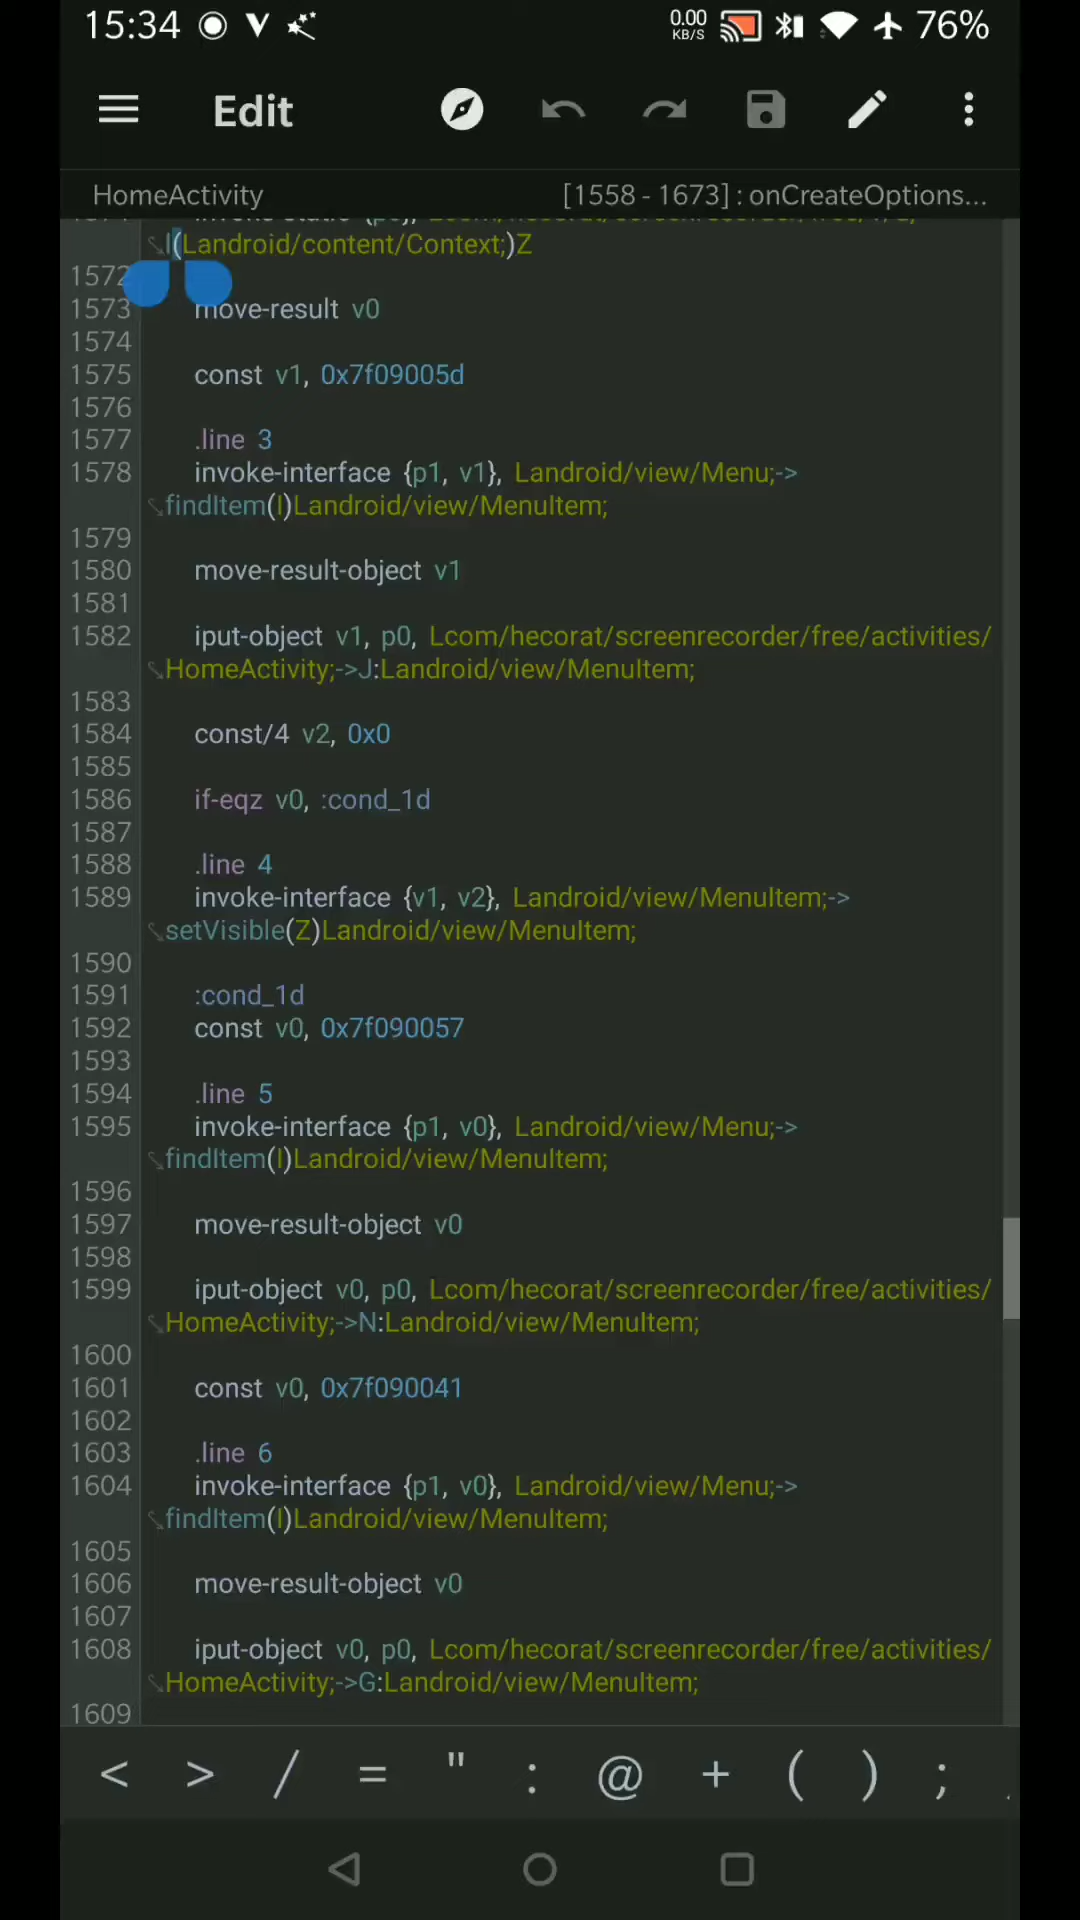 15:34 0.00 KB/S 76%
Edit
HomeActivity [1558 - 1673] : onCreateOptions...
l(Landroid/content/Context;)Z
1572
1573 move-result v0
1574
1575 const v1, 0x7f09005d
1576
1577 .line 3
1578 invoke-interface {p1, v1}, Landroid/view/Menu;->
findItem(I)Landroid/view/MenuItem;
1579
1580 move-result-object v1
1581
1582 iput-object v1, p0, Lcom/hecorat/screenrecorder/free/activities/
HomeActivity;->J:Landroid/view/MenuItem;
1583
1584 const/4 v2, 0x0
1585
1586 if-eqz v0, :cond_1d
1587
1588 .line 4
1589 invoke-interface {v1, v2}, Landroid/view/MenuItem;->
setVisible(Z)Landroid/view/MenuItem;
1590
1591 :cond_1d
1592 const v0, 0x7f090057
1593
1594 .line 5
1595 invoke-interface {p1, v0}, Landroid/view/Menu;->
findItem(I)Landroid/view/MenuItem;
1596
1597 move-result-object v0
1598
1599 iput-object v0, p0, Lcom/hecorat/screenrecorder/free/activities/
HomeActivity;->N:Landroid/view/MenuItem;
1600
1601 const v0, 0x7f090041
1602
1603 .line 6
1604 invoke-interface {p1, v0}, Landroid/view/Menu;->
findItem(I)Landroid/view/MenuItem;
1605
1606 move-result-object v0
1607
1608 iput-object v0, p0, Lcom/hecorat/screenrecorder/free/activities/
HomeActivity;->G:Landroid/view/MenuItem;
1609
< > / = " : @ + ( ) ;